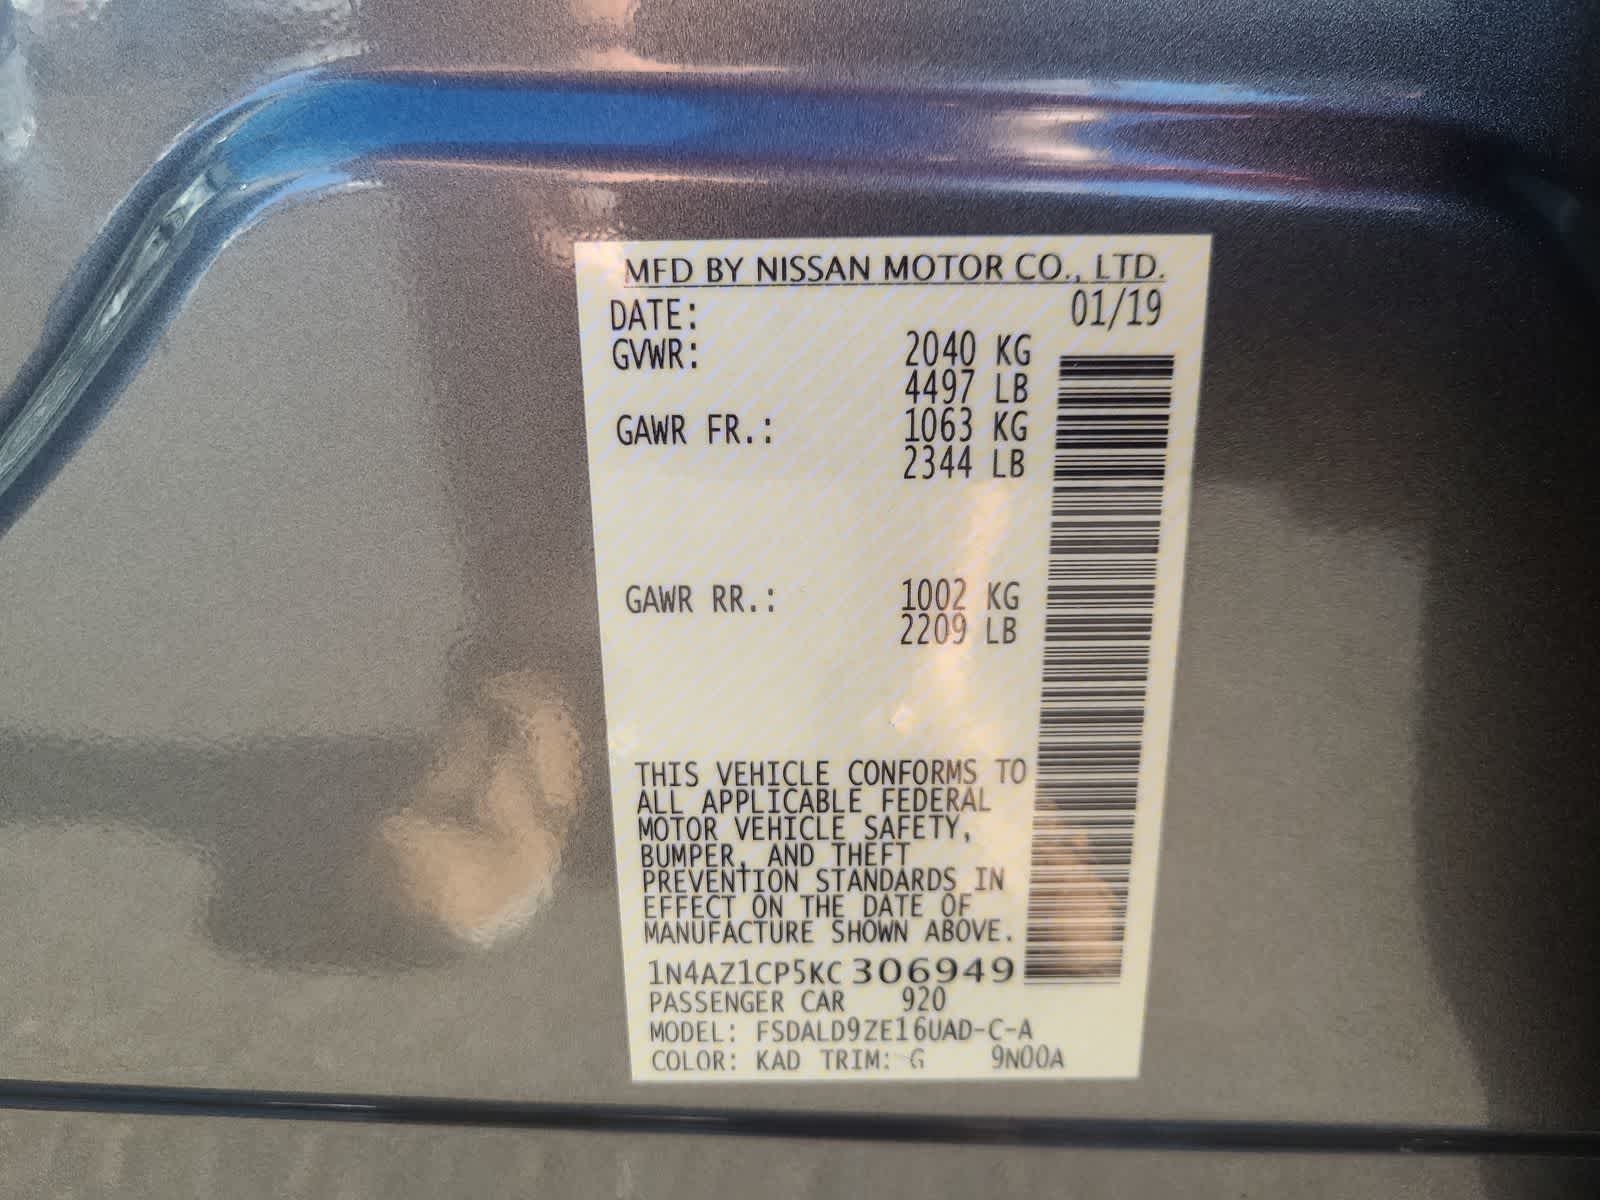 MFD BY NISSAN MOTOR CO., LTD.
DATE: 01/19
GVWR: 2040 KG
4497 LB
GAWR FR.: 1063 KG
2344 LB
GAWR RR.: 1002 KG
2209 LB
THIS VEHICLE CONFORMS TO
ALL APPLICABLE FEDERAL
MOTOR VEHICLE SAFETY,
BUMPER, AND THEFT
PREVENTION STANDARDS IN
EFFECT ON THE DATE OF
MANUFACTURE SHOWN ABOVE.
1N4AZ1CP5KC306949
PASSENGER CAR 920
MODEL: FSDALD9ZE16UAD-C-A
COLOR: KAD TRIM: G 9N00A